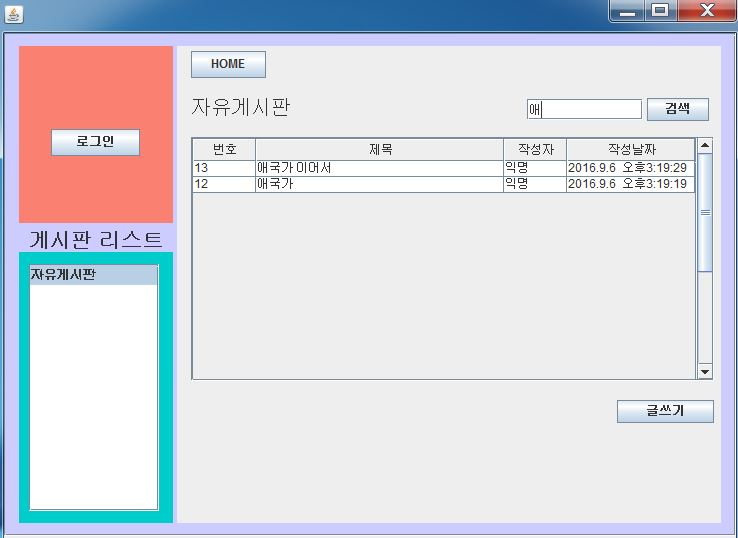 HOME
로그인
자유게시판
애
검색
번호 제목 작성자 작성날짜
13 애국가 이어서 익명 2016.9.6 오후3:19:29
12 애국가 익명 2016.9.6 오후3:19:19
게시판 리스트
자유게시판
글쓰기